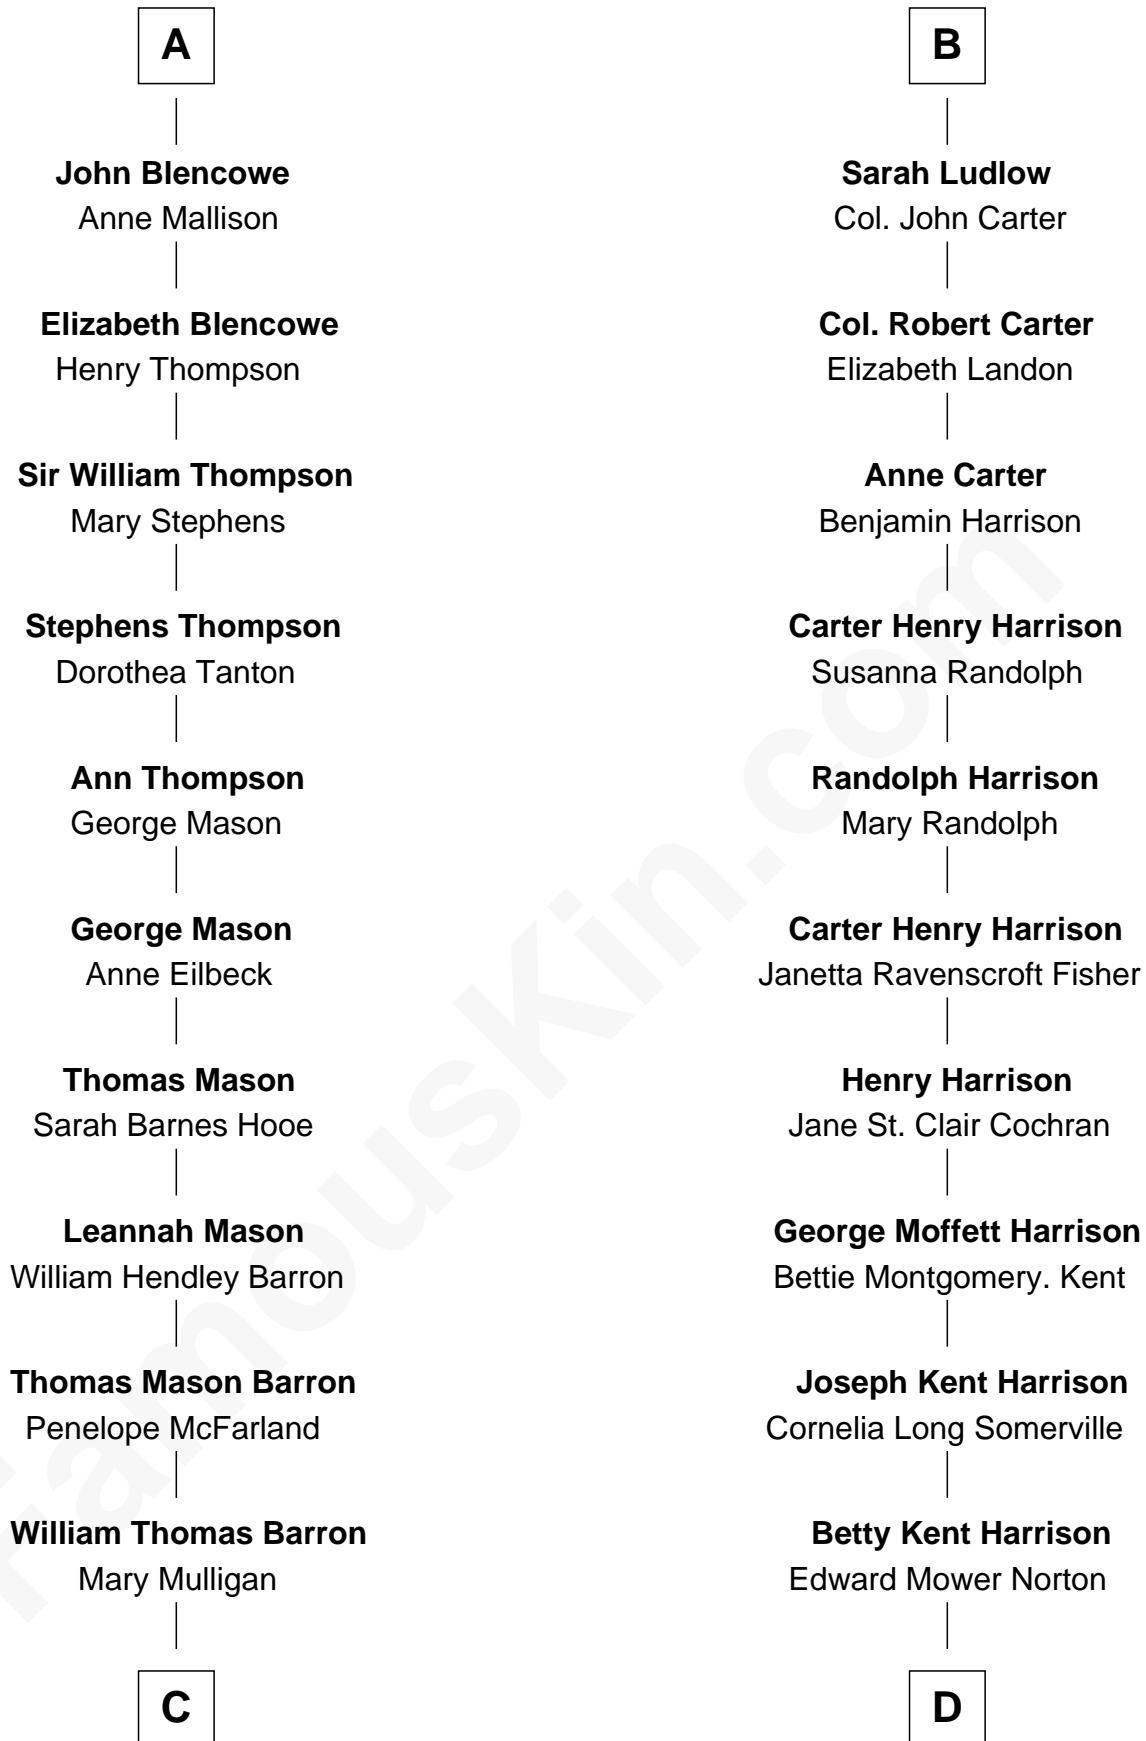 A
John Blencowe
Anne Mallison
Elizabeth Blencowe
Henry Thompson
Sir William Thompson
Mary Stephens
Stephens Thompson
Dorothea Tanton
Ann Thompson
George Mason
George Mason
Anne Eilbeck
Thomas Mason
Sarah Barnes Hooe
Leannah Mason
William Hendley Barron
Thomas Mason Barron
Penelope McFarland
William Thomas Barron
Mary Mulligan
C
B
Sarah Ludlow
Col. John Carter
Col. Robert Carter
Elizabeth Landon
Anne Carter
Benjamin Harrison
Carter Henry Harrison
Susanna Randolph
Randolph Harrison
Mary Randolph
Carter Henry Harrison
Janetta Ravenscroft Fisher
Henry Harrison
Jane St. Clair Cochran
George Moffett Harrison
Bettie Montgomery. Kent
Joseph Kent Harrison
Cornelia Long Somerville
Betty Kent Harrison
Edward Mower Norton
D
FamousKin.com